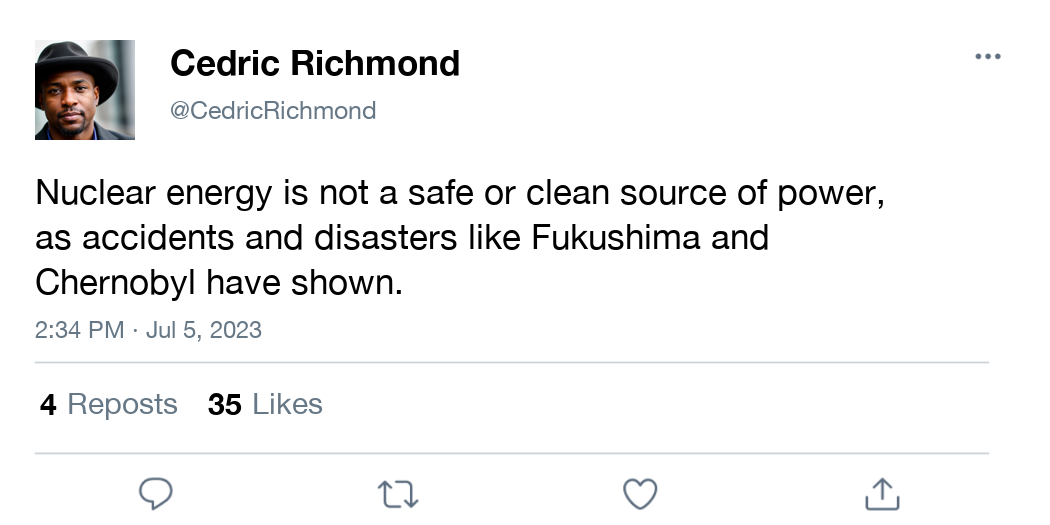 Cedric Richmond
@CedricRichmond
Nuclear energy is not a safe or clean source of power,
as accidents and disasters like Fukushima and
Chernobyl have shown.
2:34 PM · Jul 5, 2023
4 Reposts 35 Likes